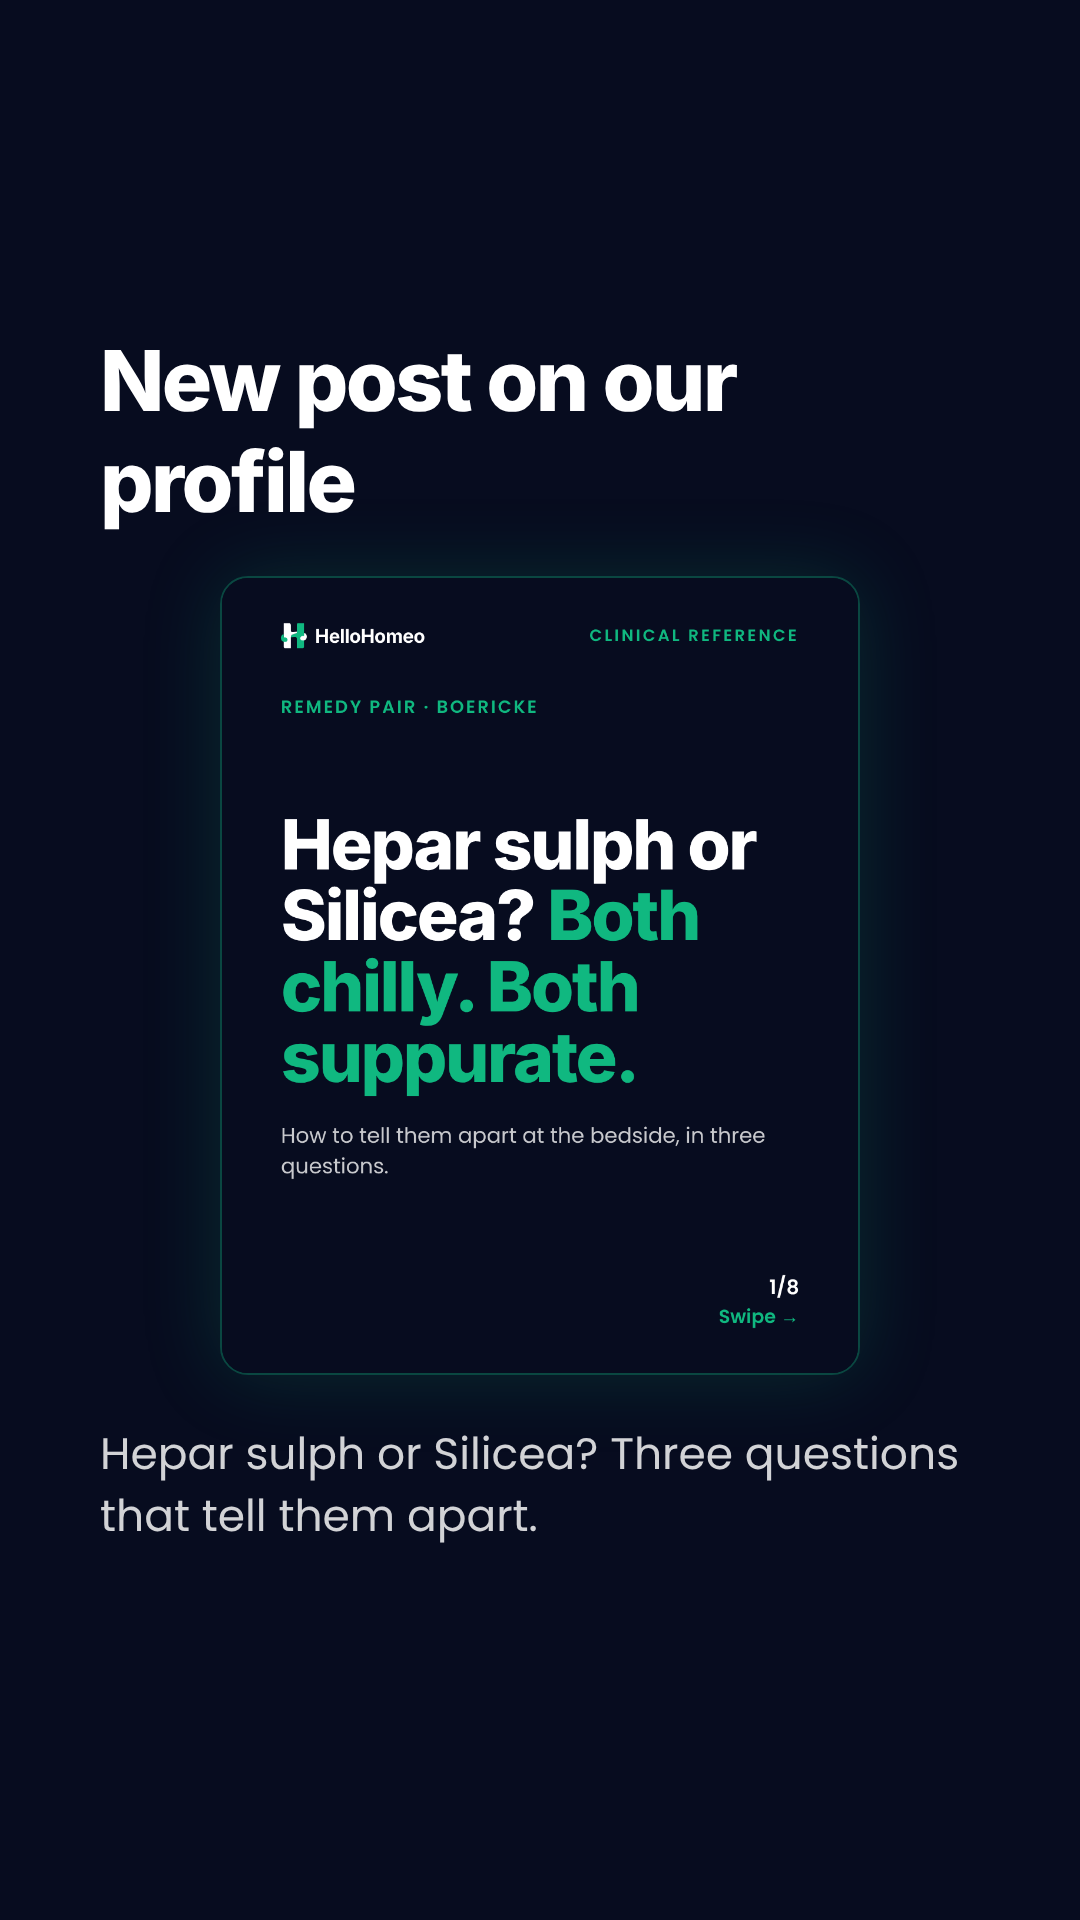 New post on our
profile
HelloHomeo
CLINICAL REFERENCE
REMEDY PAIR · BOERICKE
Hepar sulph or
Silicea? Both
chilly. Both
suppurate.
How to tell them apart at the bedside, in three
questions.
1/8
Swipe →
Hepar sulph or Silicea? Three questions
that tell them apart.